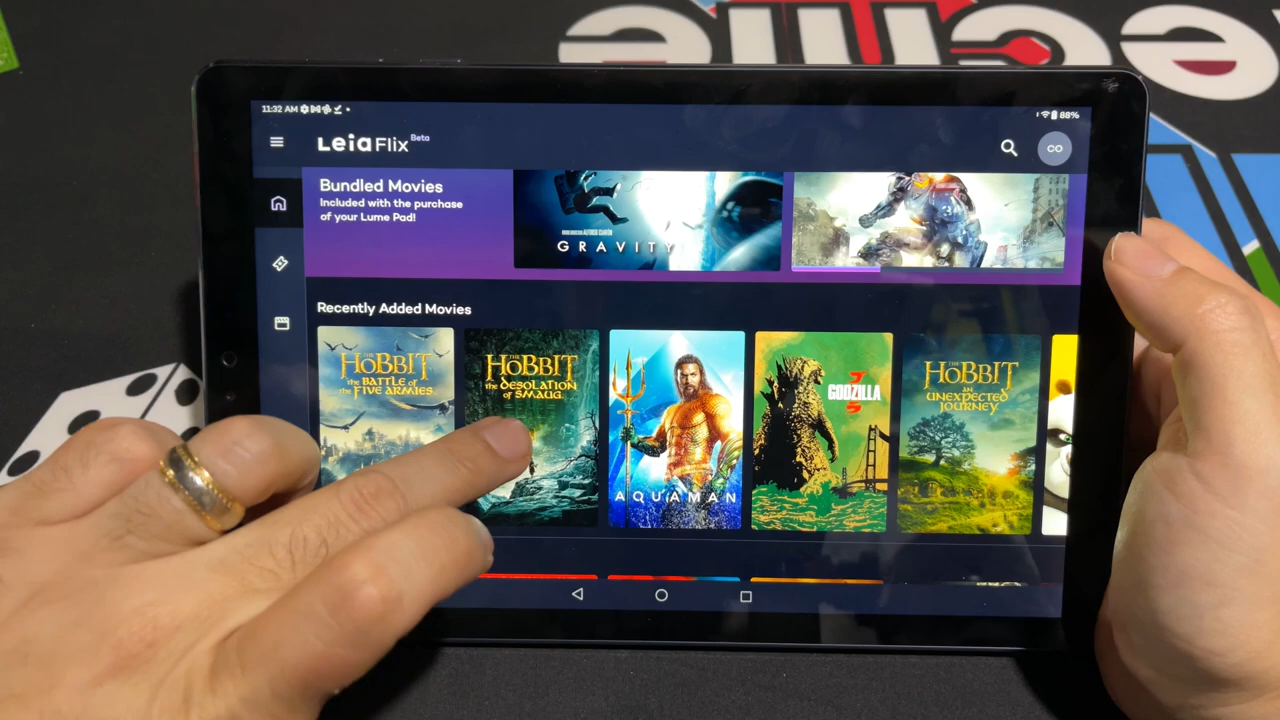 11:32 AM
88%
LeiaFlix Beta
CO
Bundled Movies
Included with the purchase
of your Lume Pad!
GRAVITY
Recently Added Movies
THE
HOBBIT
THE BATTLE OF
THE FIVE ARMIES
THE
HOBBIT
THE DESOLATION
OF SMAUG
AQUAMAN
GODZILLA
THE
HOBBIT
AN
UNEXPECTED
JOURNEY